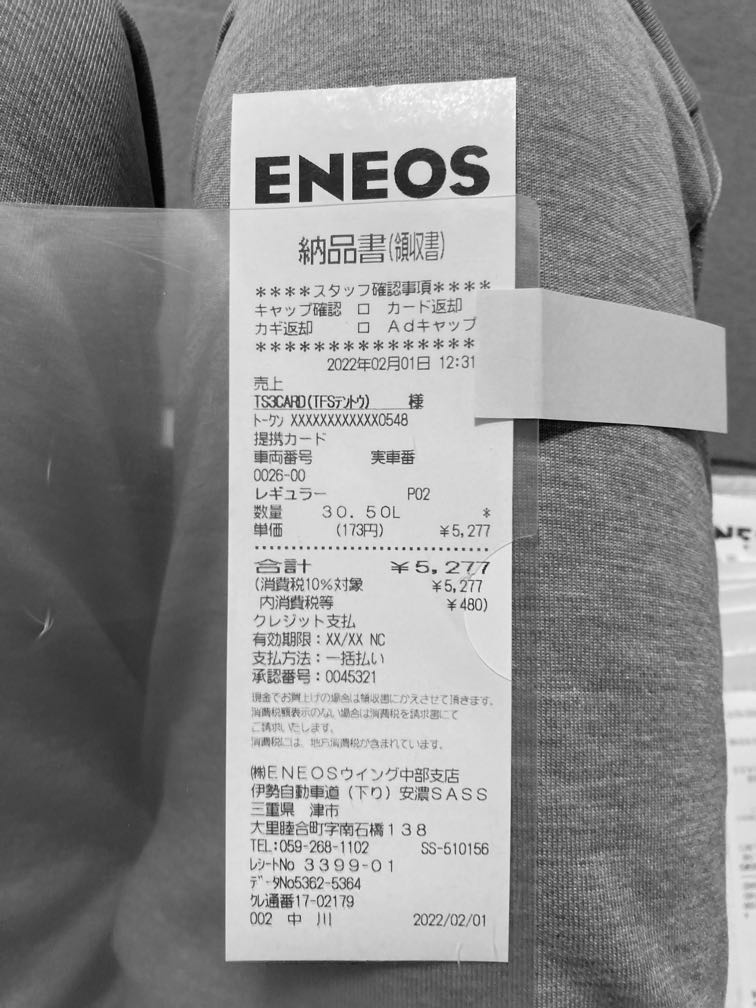 ENEOS
納品書(領収書)
****スタッフ確認事項****
キャップ確認 □ カード返却
カギ返却 □ Adキャップ
***************
2022年02月01日 12:31
売上
TS3CARD(TFSテントウ) 様
トークン XXXXXXXXXXXX0548
提携カード
車両番号 実車番
0026-00
レギュラー P02
数量 30.50L *
単価 (173円) ¥5,277
合計 ¥5,277
(消費税10%対象 ¥5,277
内消費税等 ¥480)
クレジット支払
有効期限:XX/XX NC
支払方法:一括払い
承認番号:0045321
現金でお買上げの場合は領収書にかえさせて頂きます。
消費税額表示のない場合は消費税を請求書にて
ご請求いたします。
消費税には、地方消費税が含まれています。
㈱ENEOSウイング中部支店
伊勢自動車道(下り)安濃SASS
三重県 津市
大里睦合町字南石橋138
TEL:059-268-1102 SS-510156
レシートNo 3399-01
データNo5362-5364
クレ通番17-02179
002 中 川 2022/02/01